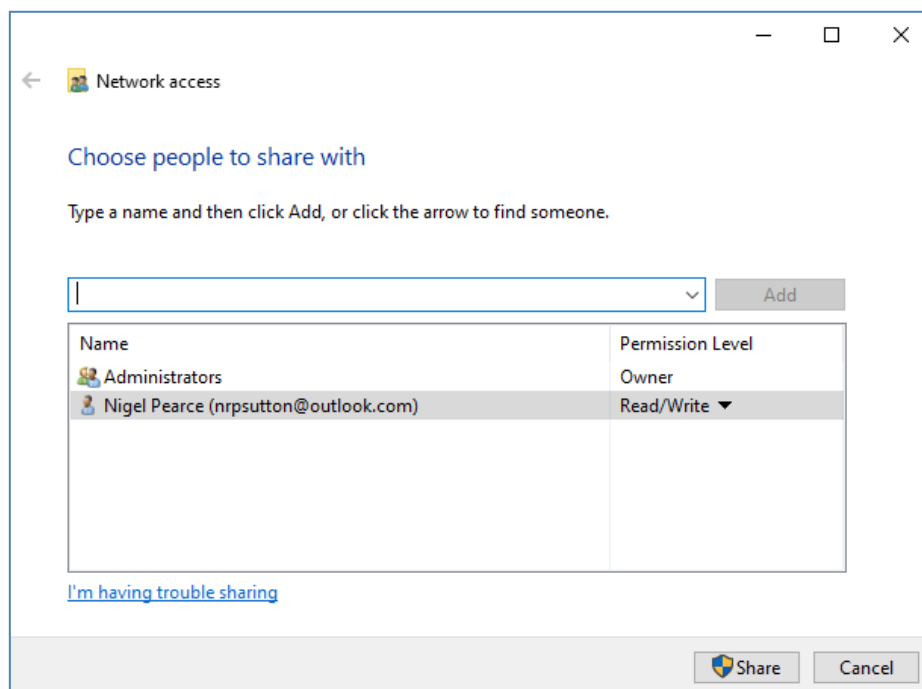 Network access
Choose people to share with
Type a name and then click Add, or click the arrow to find someone.
Add
Name Permission Level
Administrators Owner
Nigel Pearce (nrpsutton@outlook.com) Read/Write
I'm having trouble sharing
Share Cancel